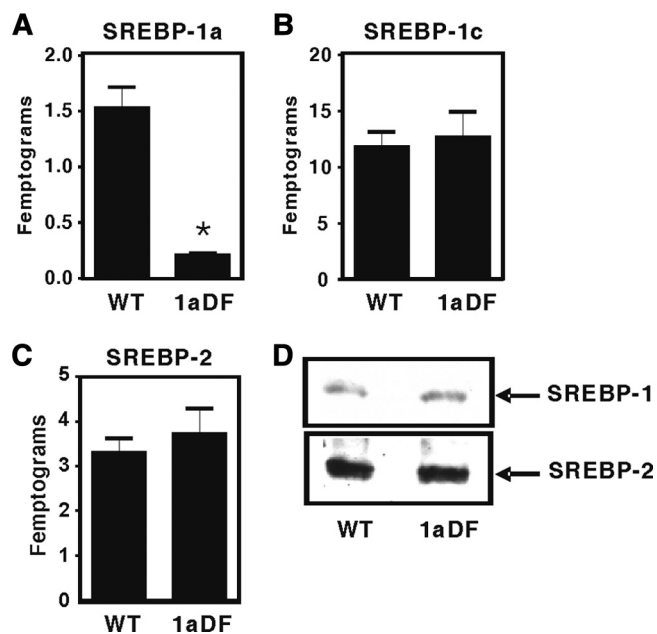 A
SREBP-1a
Femptograms
2.0
1.5
1.0
0.5
0.0
*
WT 1aDF
B
SREBP-1c
Femptograms
20
15
10
5
0
WT 1aDF
C
SREBP-2
Femptograms
5
4
3
2
1
0
WT 1aDF
D
SREBP-1
SREBP-2
WT 1aDF